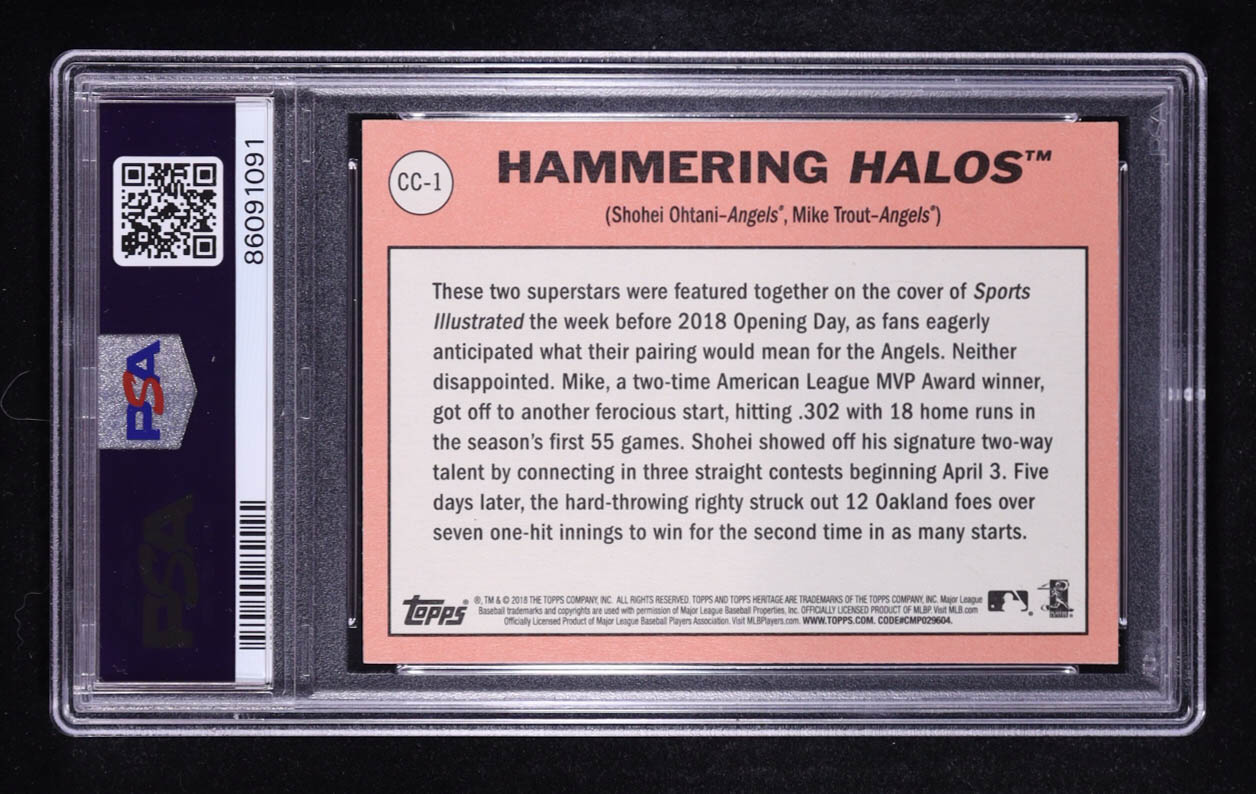 86091091
PSA
PSA
CC-1
HAMMERING HALOS™
(Shohei Ohtani–Angels®, Mike Trout–Angels®)
These two superstars were featured together on the cover of Sports
Illustrated the week before 2018 Opening Day, as fans eagerly
anticipated what their pairing would mean for the Angels. Neither
disappointed. Mike, a two-time American League MVP Award winner,
got off to another ferocious start, hitting .302 with 18 home runs in
the season's first 55 games. Shohei showed off his signature two-way
talent by connecting in three straight contests beginning April 3. Five
days later, the hard-throwing righty struck out 12 Oakland foes over
seven one-hit innings to win for the second time in as many starts.
Topps
®, TM & © 2018 THE TOPPS COMPANY, INC. ALL RIGHTS RESERVED. TOPPS AND TOPPS HERITAGE ARE TRADEMARKS OF THE TOPPS COMPANY, INC. Major League
Baseball trademarks and copyrights are used with permission of Major League Baseball Properties, Inc. OFFICIALLY LICENSED PRODUCT OF MLBP. Visit MLB.com
Officially Licensed Product of Major League Baseball Players Association. Visit MLBPlayers.com. WWW.TOPPS.COM. CODE#CMP029604.